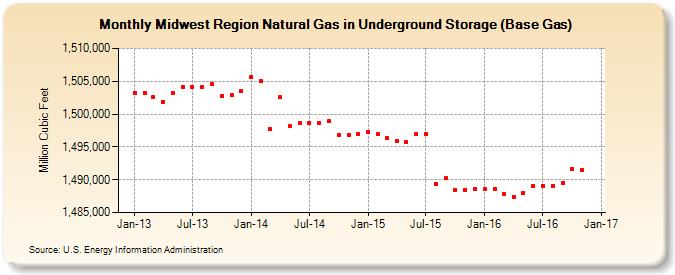 Monthly Midwest Region Natural Gas in Underground Storage (Base Gas)
Million Cubic Feet
1,510,000
1,505,000
1,500,000
1,495,000
1,490,000
1,485,000
Jan-13 Jul-13 Jan-14 Jul-14 Jan-15 Jul-15 Jan-16 Jul-16 Jan-17
Source: U.S. Energy Information Administration